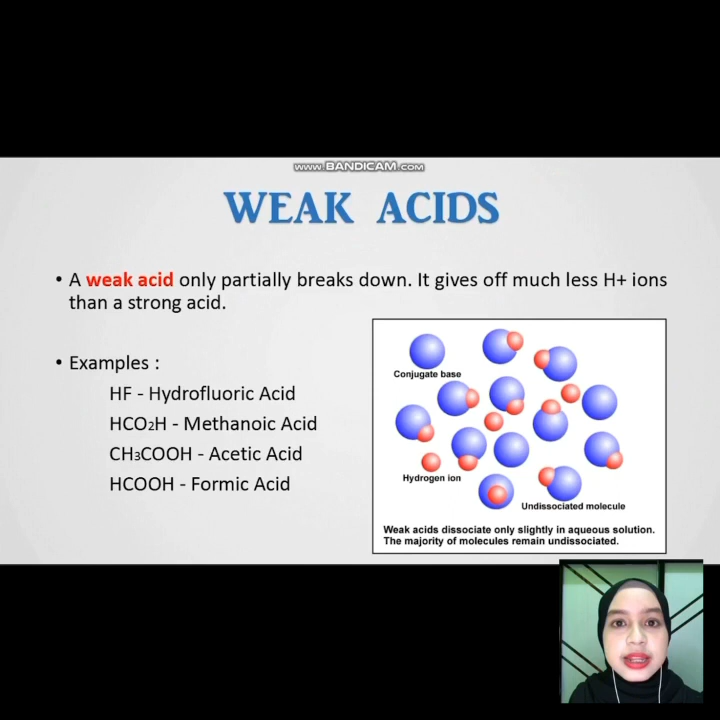 www.BANDICAM.com
WEAK ACIDS
• A weak acid only partially breaks down. It gives off much less H+ ions
than a strong acid.
• Examples :
HF - Hydrofluoric Acid
HCO₂H - Methanoic Acid
CH₃COOH - Acetic Acid
HCOOH - Formic Acid
Conjugate base
Hydrogen ion
Undissociated molecule
Weak acids dissociate only slightly in aqueous solution.
The majority of molecules remain undissociated.